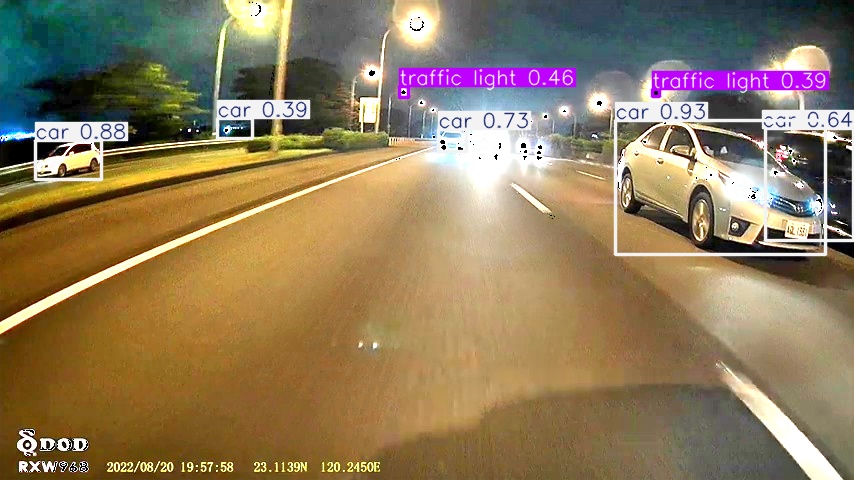 traffic light 0.46
traffic light 0.39
car 0.88
car 0.39
car 0.73
car 0.93
car 0.64
DOD
RXW
2022/08/20 19:57:58 23.1139N 120.2450E